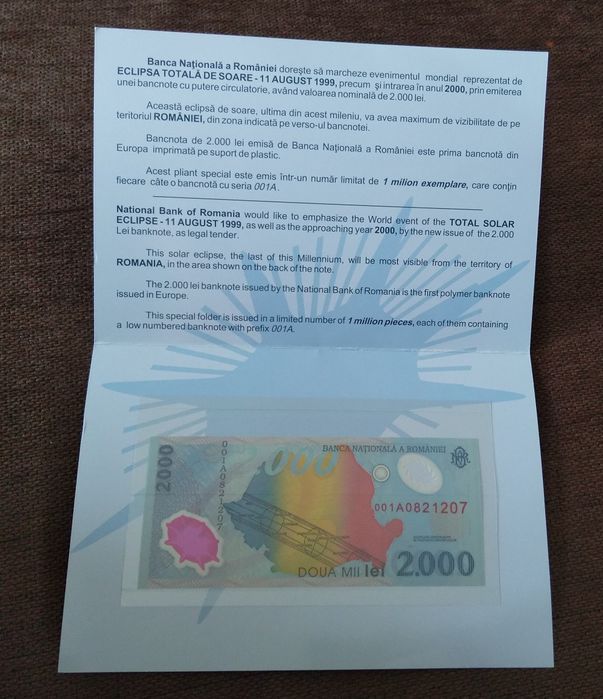 Banca Naţională a României doreşte să marcheze evenimentul mondial reprezentat de
ECLIPSA TOTALĂ DE SOARE - 11 AUGUST 1999, precum şi intrarea în anul 2000, prin emiterea
unei bancnote cu putere circulatorie, având valoarea nominală de 2.000 lei.
Această eclipsă de soare, ultima din acest mileniu, va avea maximum de vizibilitate de pe
teritoriul ROMÂNIEI, din zona indicată pe verso-ul bancnotei.
Bancnota de 2.000 lei emisă de Banca Naţională a României este prima bancnotă din
Europa imprimată pe suport de plastic.
Acest pliant special este emis într-un număr limitat de 1 milion exemplare, care conţin
fiecare câte o bancnotă cu seria 001A.
National Bank of Romania would like to emphasize the World event of the TOTAL SOLAR
ECLIPSE - 11 AUGUST 1999, as well as the approaching year 2000, by the new issue of the 2.000
Lei banknote, as legal tender.
This solar eclipse, the last of this Millennium, will be most visible from the territory of
ROMANIA, in the area shown on the back of the note.
The 2.000 lei banknote issued by the National Bank of Romania is the first polymer banknote
issued in Europe.
This special folder is issued in a limited number of 1 million pieces, each of them containing
a low numbered banknote with prefix 001A.
2000
001A0821207
2.000
BANCA NAŢIONALĂ A ROMÂNIEI
001A0821207
DOUA MII lei 2.000